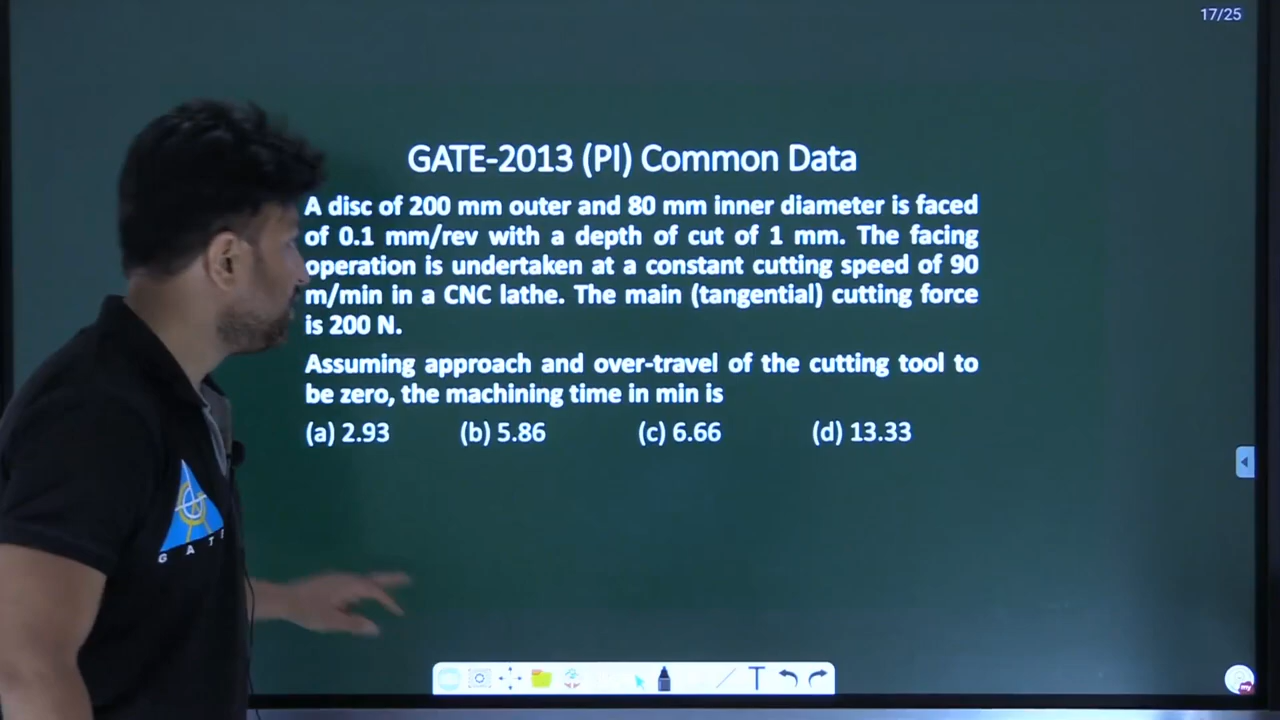 17/25
GATE-2013 (PI) Common Data
A disc of 200 mm outer and 80 mm inner diameter is faced
of 0.1 mm/rev with a depth of cut of 1 mm. The facing
operation is undertaken at a constant cutting speed of 90
m/min in a CNC lathe. The main (tangential) cutting force
is 200 N.
Assuming approach and over-travel of the cutting tool to
be zero, the machining time in min is
(a) 2.93 (b) 5.86 (c) 6.66 (d) 13.33
G A T
T
my